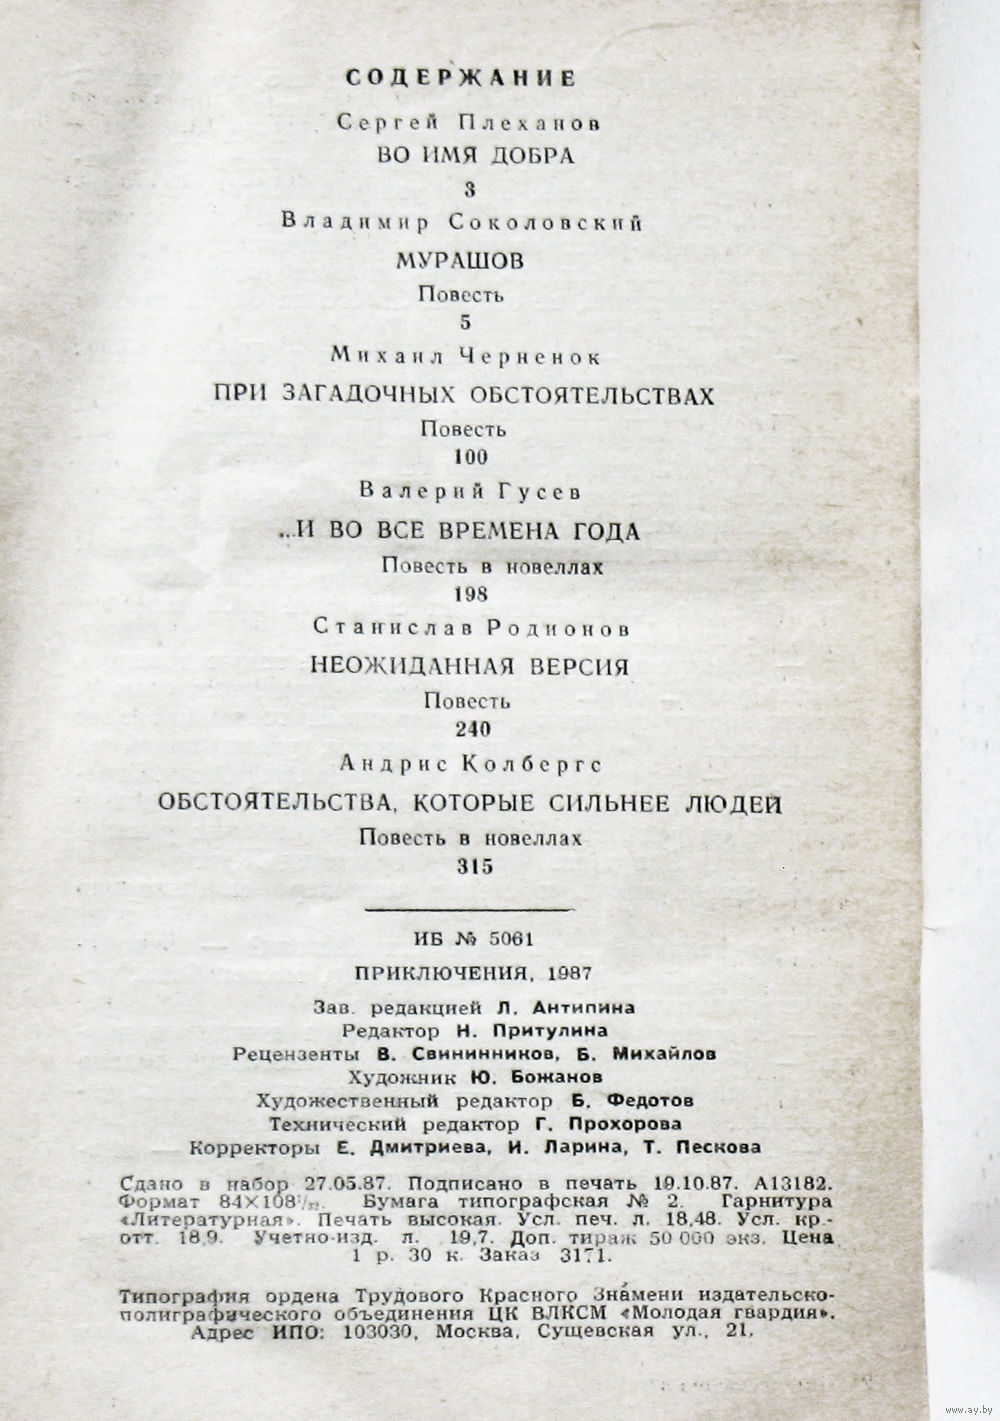 СОДЕРЖАНИЕ
Сергей Плеханов
ВО ИМЯ ДОБРА
3
Владимир Соколовский
МУРАШОВ
Повесть
5
Михаил Черненок
ПРИ ЗАГАДОЧНЫХ ОБСТОЯТЕЛЬСТВАХ
Повесть
100
Валерий Гусев
...И ВО ВСЕ ВРЕМЕНА ГОДА
Повесть в новеллах
198
Станислав Родионов
НЕОЖИДАННАЯ ВЕРСИЯ
Повесть
240
Андрис Колбергс
ОБСТОЯТЕЛЬСТВА, КОТОРЫЕ СИЛЬНЕЕ ЛЮДЕЙ
Повесть в новеллах
315
ИБ № 5061
ПРИКЛЮЧЕНИЯ, 1987
Зав. редакцией Л. Антипина
Редактор Н. Притулина
Рецензенты В. Свининников, Б. Михайлов
Художник Ю. Божанов
Художественный редактор Б. Федотов
Технический редактор Г. Прохорова
Корректоры Е. Дмитриева, И. Ларина, Т. Пескова
Сдано в набор 27.05.87. Подписано в печать 19.10.87. А13182.
Формат 84×108¹/₃₂. Бумага типографская № 2. Гарнитура
«Литературная». Печать высокая. Усл. печ. л. 18,48. Усл. кр.-
отт. 18,9. Учетно-изд. л. 19,7. Доп. тираж 50 000 экз. Цена
1 р. 30 к. Заказ 3171.
Типография ордена Трудового Красного Знамени издательско-
полиграфического объединения ЦК ВЛКСМ «Молодая гвардия».
Адрес ИПО: 103030, Москва, Сущевская ул., 21.
www.ay.by